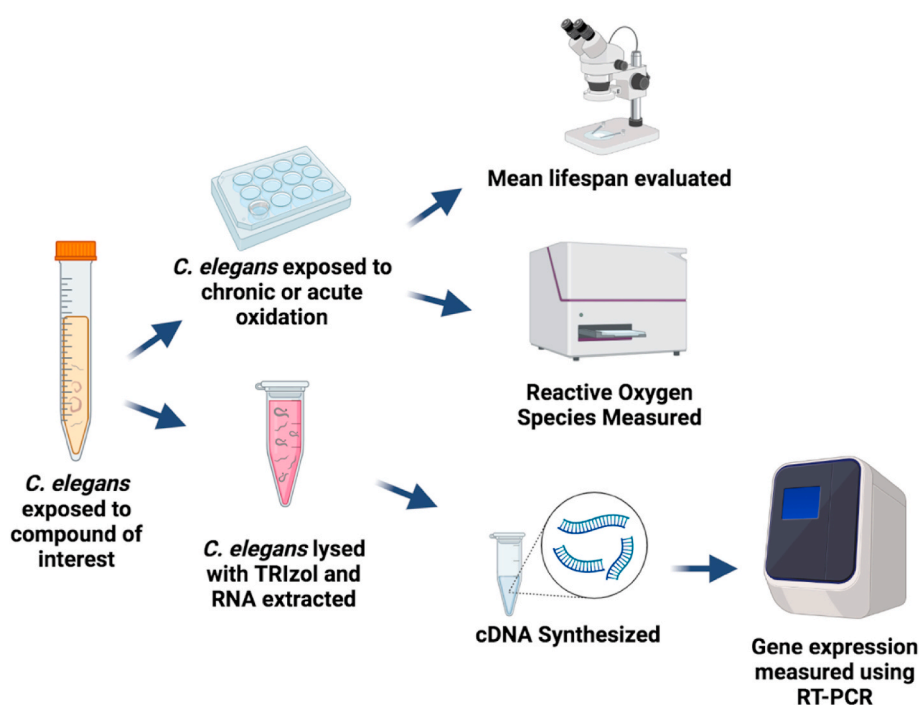 Mean lifespan evaluated
C. elegans exposed to
chronic or acute
oxidation
Reactive Oxygen
Species Measured
C. elegans
exposed to
compound of
interest
C. elegans lysed
with TRIzol and
RNA extracted
cDNA Synthesized
Gene expression
measured using
RT-PCR